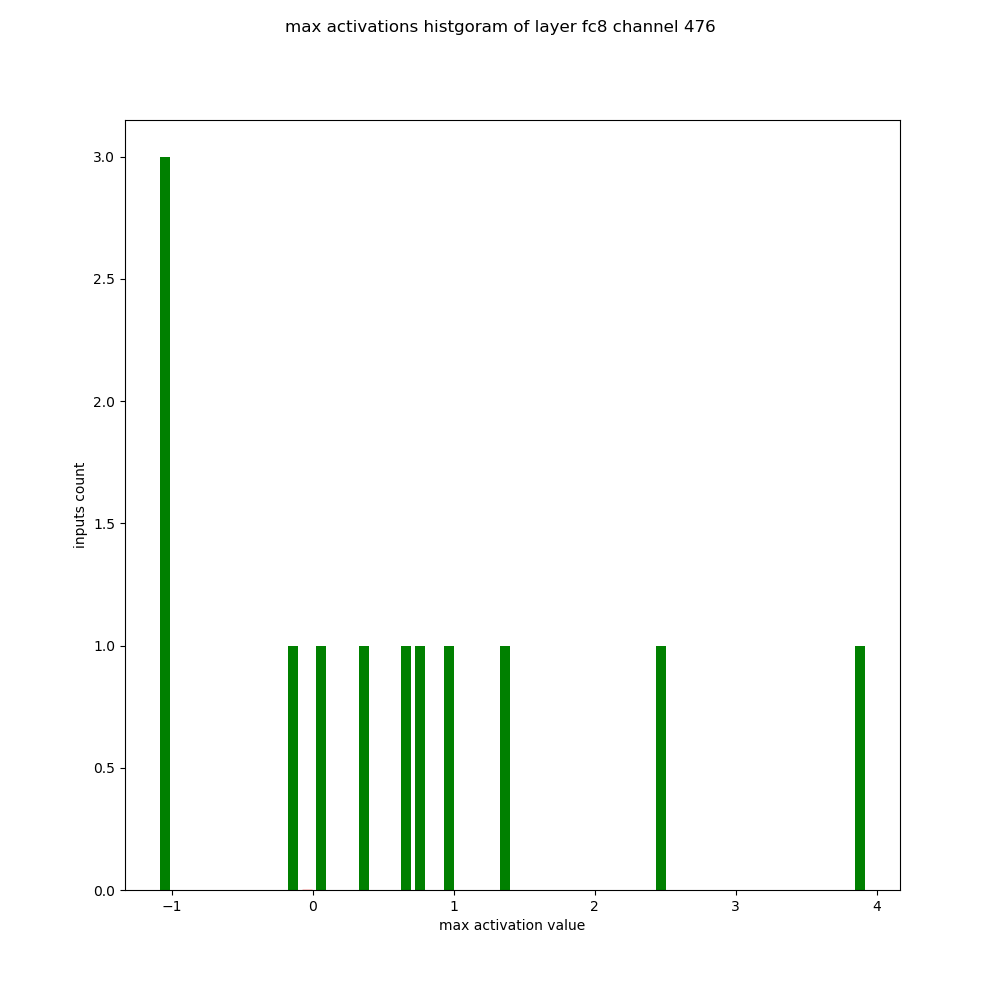 max activations histgoram of layer fc8 channel 476
3.0
2.5
2.0
1.5
1.0
0.5
0.0
inputs count
−1 0 1 2 3 4
max activation value